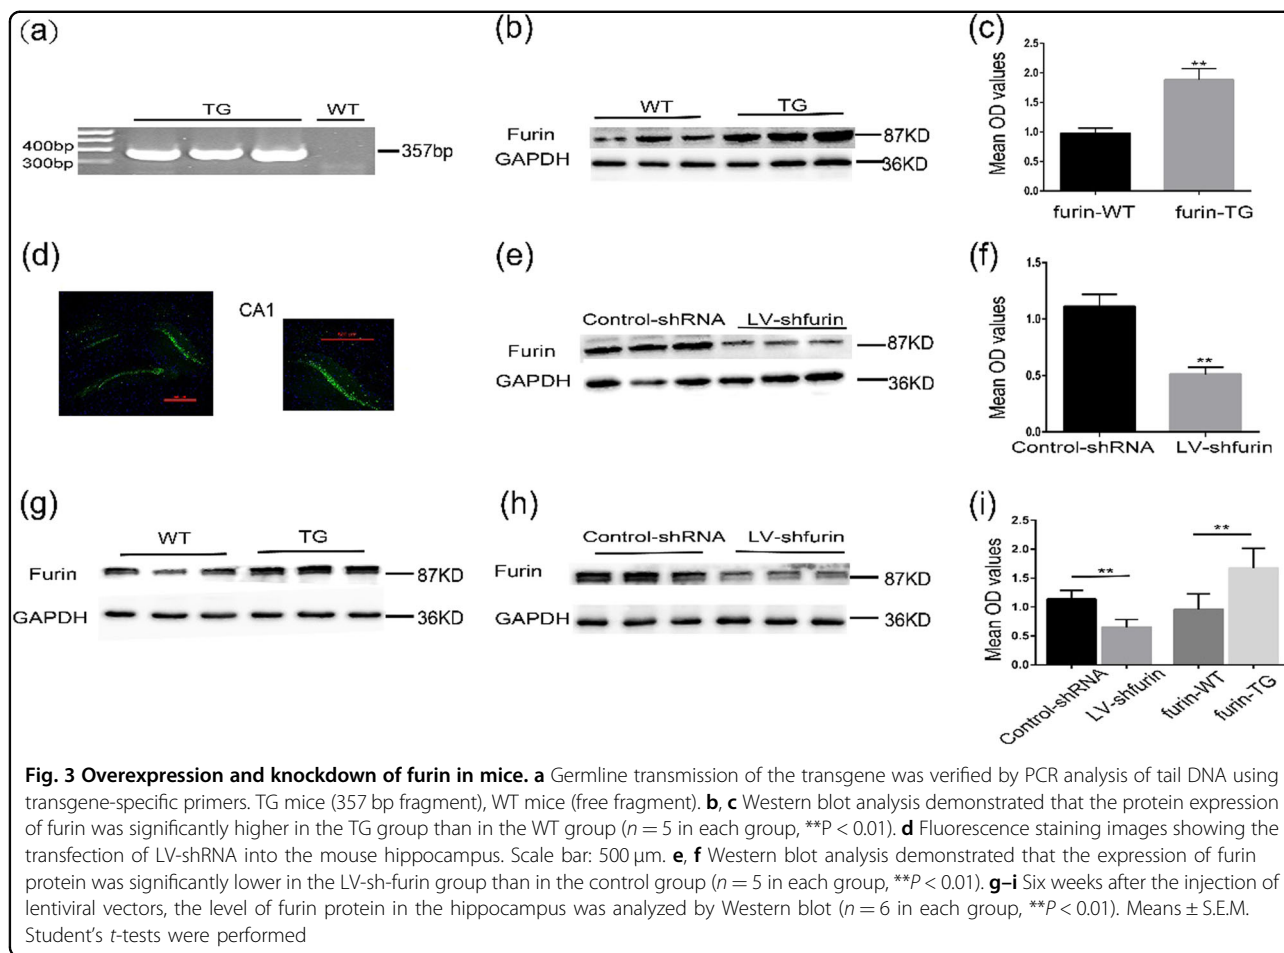 (a)
TG
WT
400bp
300bp
357bp
(b)
WT
TG
Furin
87KD
GAPDH
36KD
(c)
Mean OD values
2.5
2.0
1.5
1.0
0.5
0.0
**
furin-WT
furin-TG
(d)
CA1
(e)
Control-shRNA
LV-shfurin
Furin
87KD
GAPDH
36KD
(f)
Mean OD values
1.5
1.0
0.5
0.0
**
Control-shRNA
LV-shfurin
(g)
WT
TG
Furin
87KD
GAPDH
36KD
(h)
Control-shRNA
LV-shfurin
Furin
87KD
GAPDH
36KD
(i)
Mean OD values
2.5
2.0
1.5
1.0
0.5
0.0
**
**
Control-shRNA
LV-shfurin
furin-WT
furin-TG
Fig. 3 Overexpression and knockdown of furin in mice. a Germline transmission of the transgene was verified by PCR analysis of tail DNA using
transgene-specific primers. TG mice (357 bp fragment), WT mice (free fragment). b, c Western blot analysis demonstrated that the protein expression
of furin was significantly higher in the TG group than in the WT group (n = 5 in each group, **P < 0.01). d Fluorescence staining images showing the
transfection of LV-shRNA into the mouse hippocampus. Scale bar: 500 μm. e, f Western blot analysis demonstrated that the expression of furin
protein was significantly lower in the LV-sh-furin group than in the control group (n = 5 in each group, **P < 0.01). g–i Six weeks after the injection of
lentiviral vectors, the level of furin protein in the hippocampus was analyzed by Western blot (n = 6 in each group, **P < 0.01). Means ± S.E.M.
Student's t-tests were performed